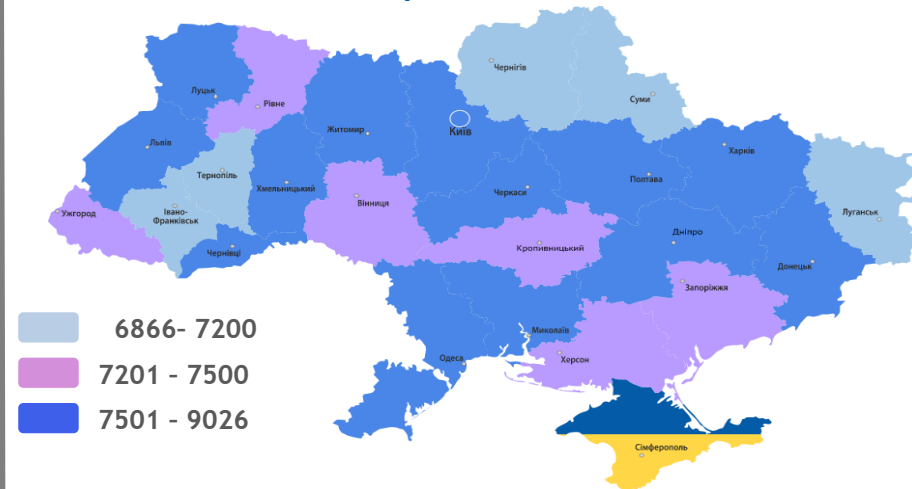 Чернігів
Суми
Луцьк
Рівне
Київ
Житомир
Львів
Харків
Тернопіль
Хмельницький
Черкаси
Полтава
Вінниця
Ужгород
Івано-
Франківськ
Луганськ
Чернівці
Кропивницький
Дніпро
Донецьк
Запоріжжя
Миколаїв
Одеса
Херсон
Сімферополь
6866- 7200
7201 - 7500
7501 - 9026